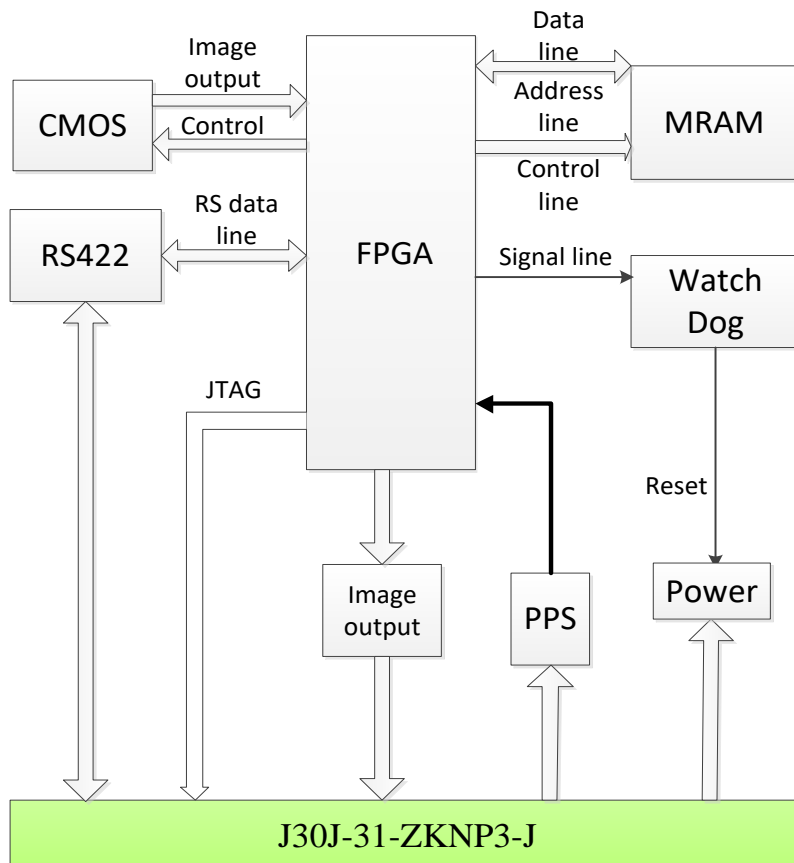 Image
output
CMOS
Control
RS data
line
RS422
FPGA
Data
line
Address
line
Control
line
MRAM
Signal line
Watch
Dog
JTAG
Reset
Image
output
PPS
Power
J30J-31-ZKNP3-J